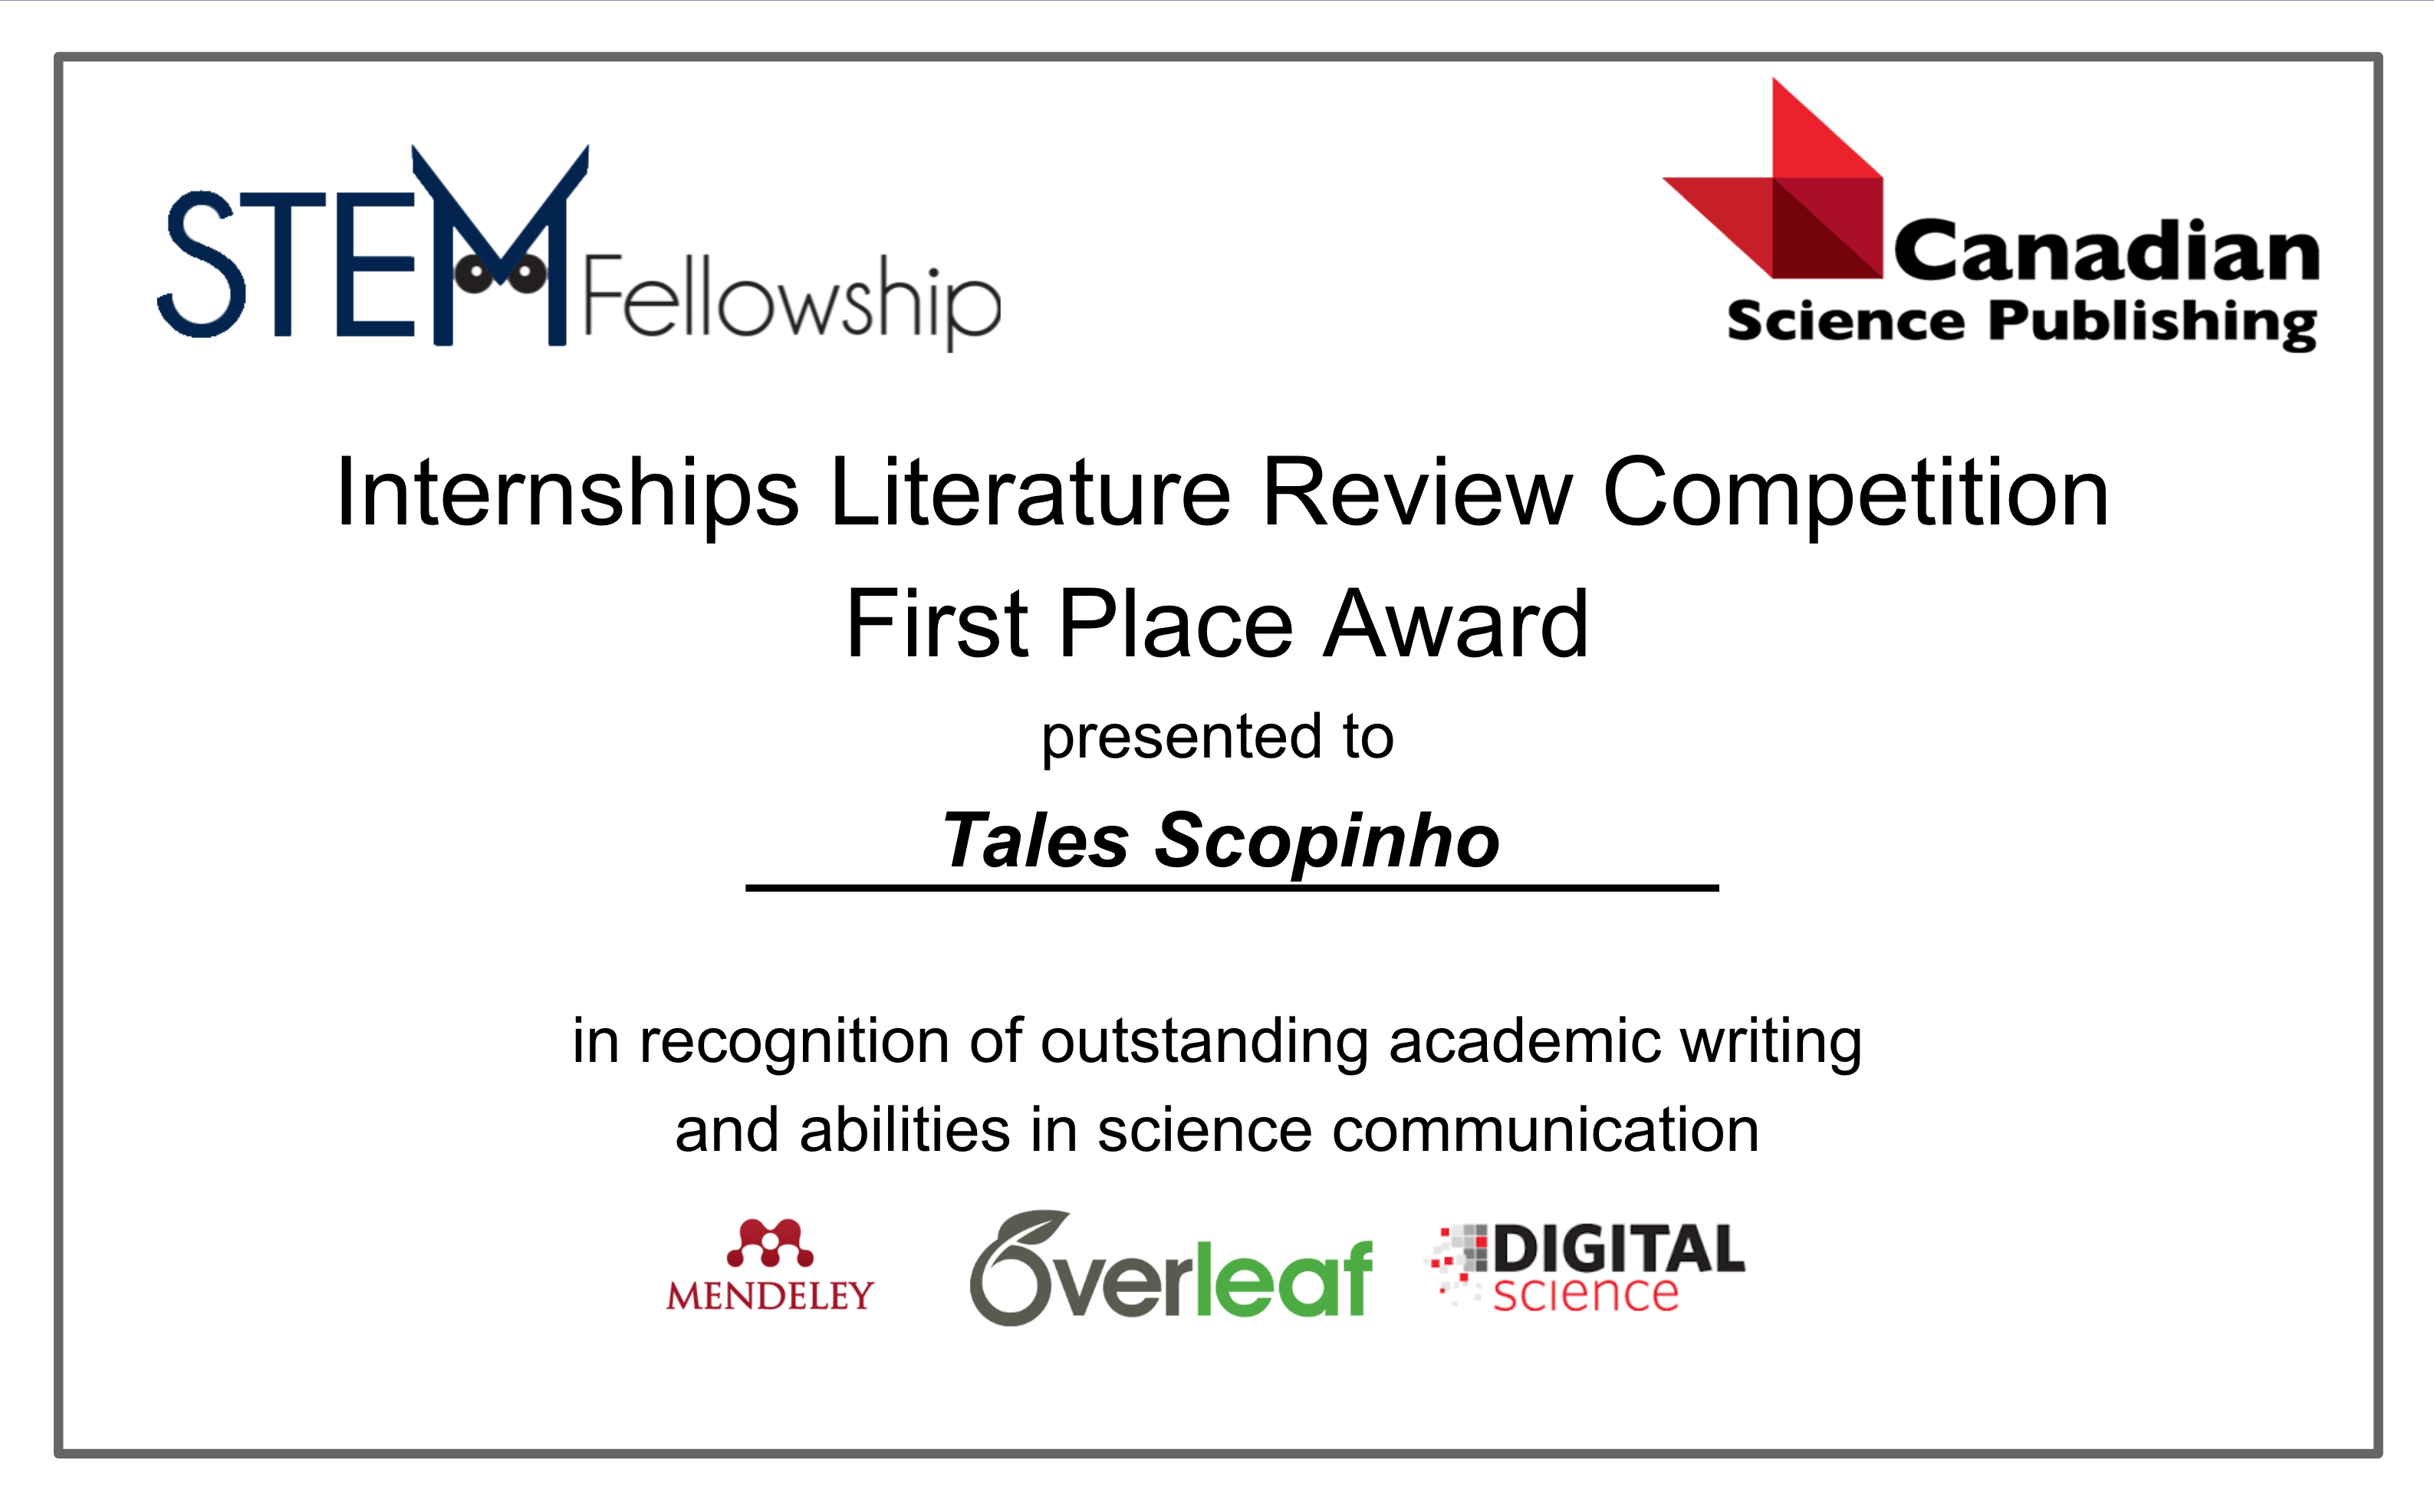 STEM Fellowship
Canadian
Science Publishing
Internships Literature Review Competition
First Place Award
presented to
Tales Scopinho
in recognition of outstanding academic writing
and abilities in science communication
MENDELEY
Overleaf
DIGITAL
science